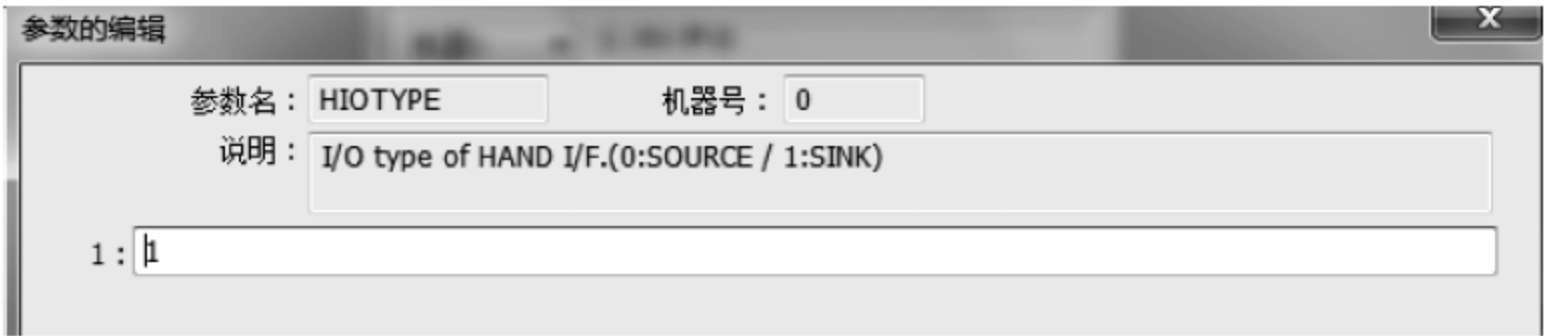 参数的编辑
参数名： HIOTYPE 机器号： 0
说明： I/O type of HAND I/F.(0:SOURCE / 1:SINK)
1： 1